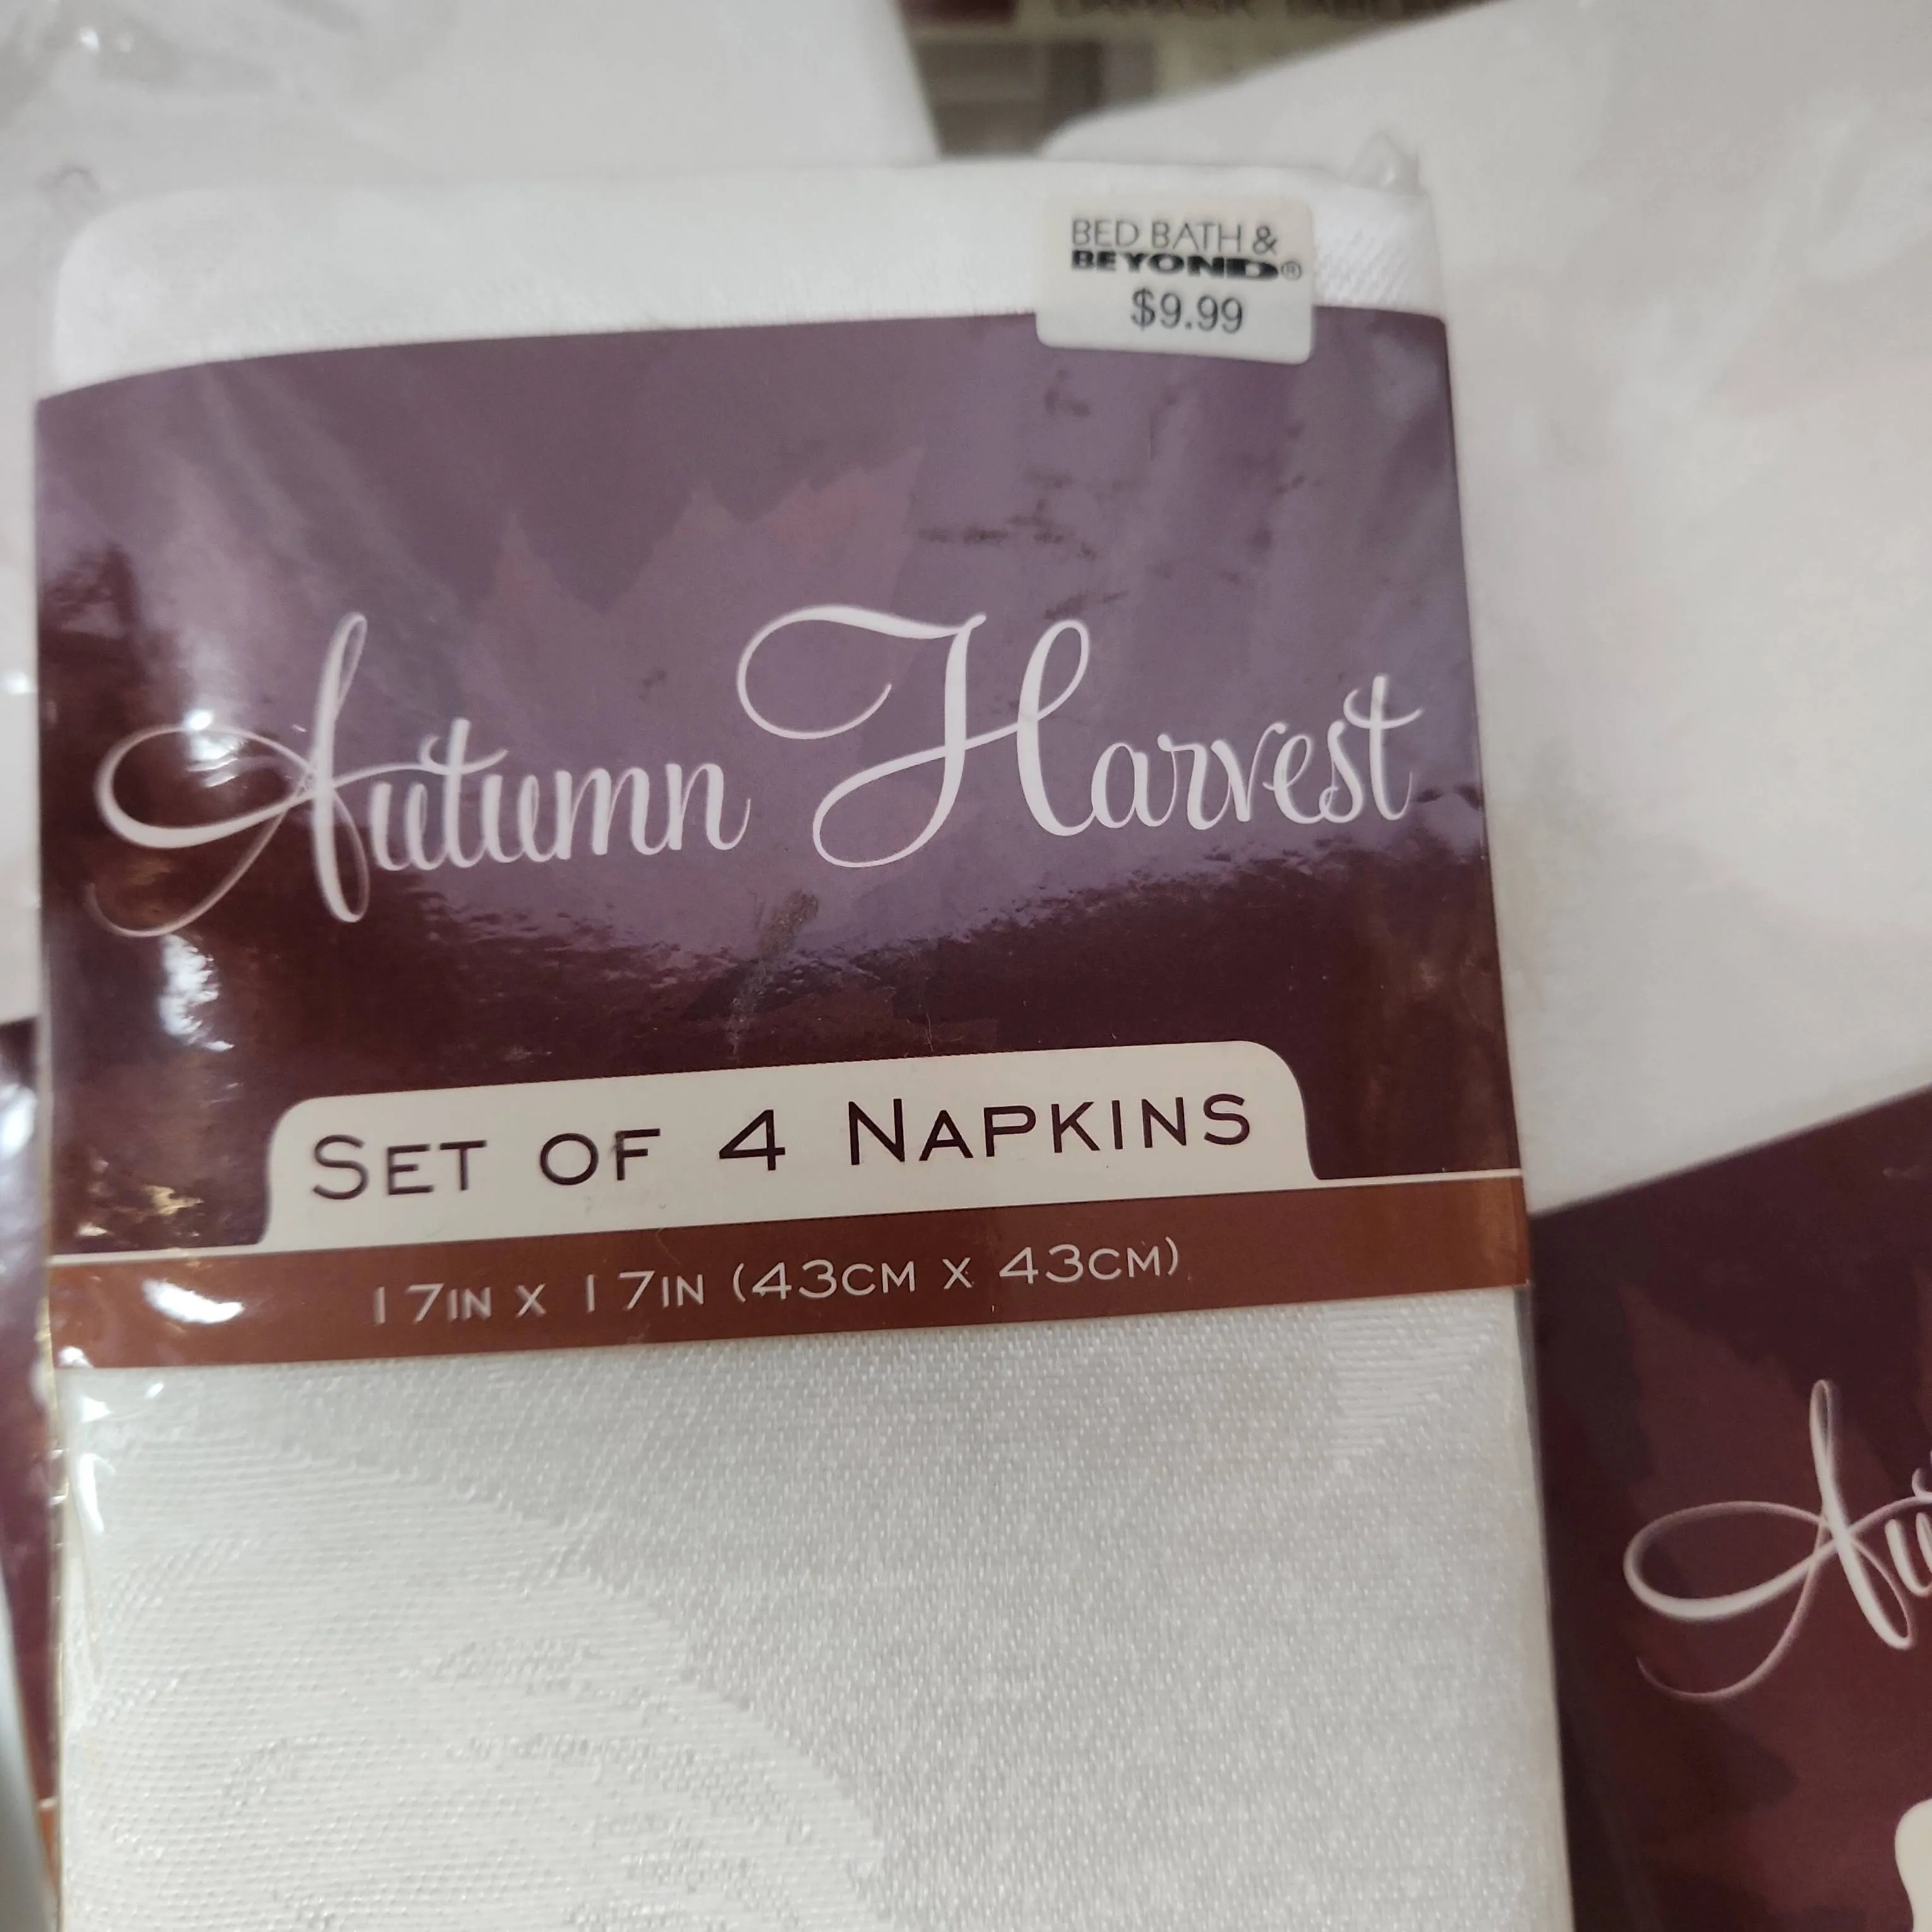 BED BATH &
BEYOND®
$9.99
Autumn Harvest
SET OF 4 NAPKINS
17IN X 17IN (43CM X 43CM)